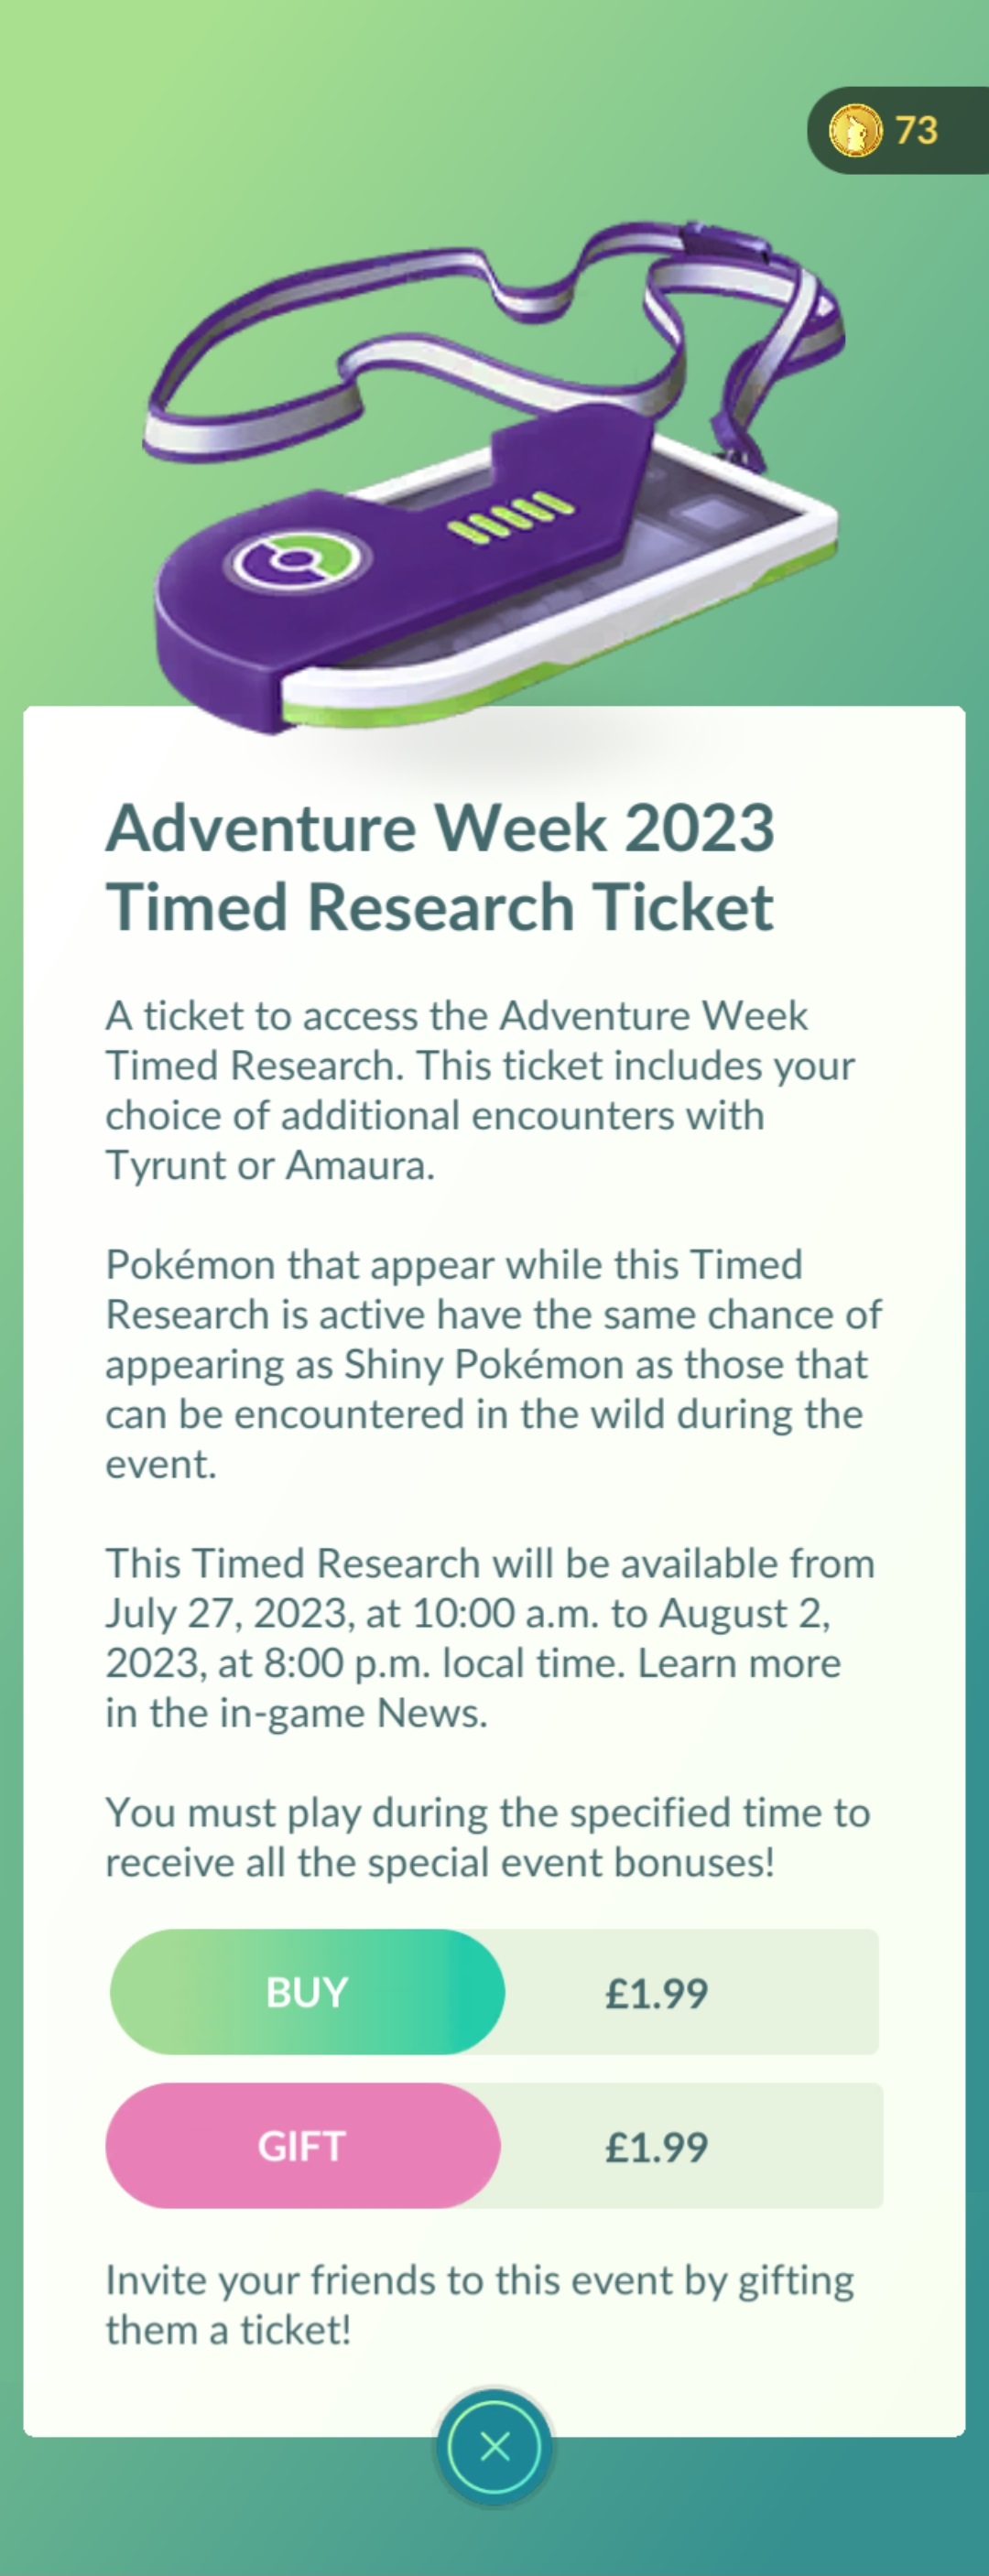 73
Adventure Week 2023
Timed Research Ticket
A ticket to access the Adventure Week
Timed Research. This ticket includes your
choice of additional encounters with
Tyrunt or Amaura.
Pokémon that appear while this Timed
Research is active have the same chance of
appearing as Shiny Pokémon as those that
can be encountered in the wild during the
event.
This Timed Research will be available from
July 27, 2023, at 10:00 a.m. to August 2,
2023, at 8:00 p.m. local time. Learn more
in the in-game News.
You must play during the specified time to
receive all the special event bonuses!
BUY £1.99
GIFT £1.99
Invite your friends to this event by gifting
them a ticket!